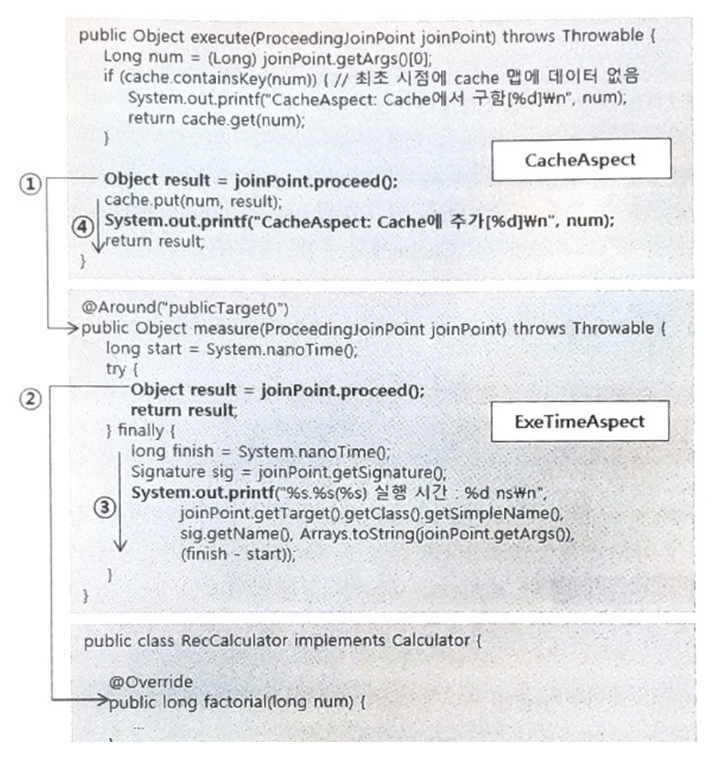 public Object execute(ProceedingJoinPoint joinPoint) throws Throwable {
Long num = (Long) joinPoint.getArgs()[0];
if (cache.containsKey(num)) { // 최초 시점에 cache 맵에 데이터 없음
System.out.printf("CacheAspect: Cache에서 구함[%d]₩n", num);
return cache.get(num);
}
CacheAspect
① Object result = joinPoint.proceed();
cache.put(num, result);
④ System.out.printf("CacheAspect: Cache에 추가[%d]₩n", num);
return result;
}
@Around("publicTarget()")
public Object measure(ProceedingJoinPoint joinPoint) throws Throwable {
long start = System.nanoTime();
try {
② Object result = joinPoint.proceed();
return result;
ExeTimeAspect
} finally {
long finish = System.nanoTime();
Signature sig = joinPoint.getSignature();
③ System.out.printf("%s.%s(%s) 실행 시간 : %d ns₩n",
joinPoint.getTarget().getClass().getSimpleName(),
sig.getName(), Arrays.toString(joinPoint.getArgs()),
(finish - start));
}
}
public class RecCalculator implements Calculator {
@Override
public long factorial(long num) {
...